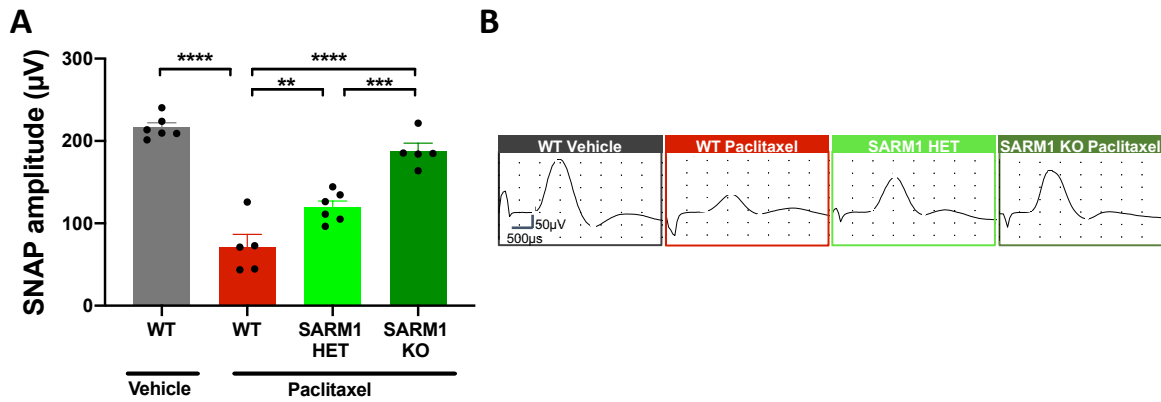 A
B
SNAP amplitude (µV)
300
200
100
0
****
****
**
***
WT
WT
SARM1
HET
SARM1
KO
Vehicle
Paclitaxel
WT Vehicle
WT Paclitaxel
SARM1 HET
SARM1 KO Paclitaxel
50µV
500µs